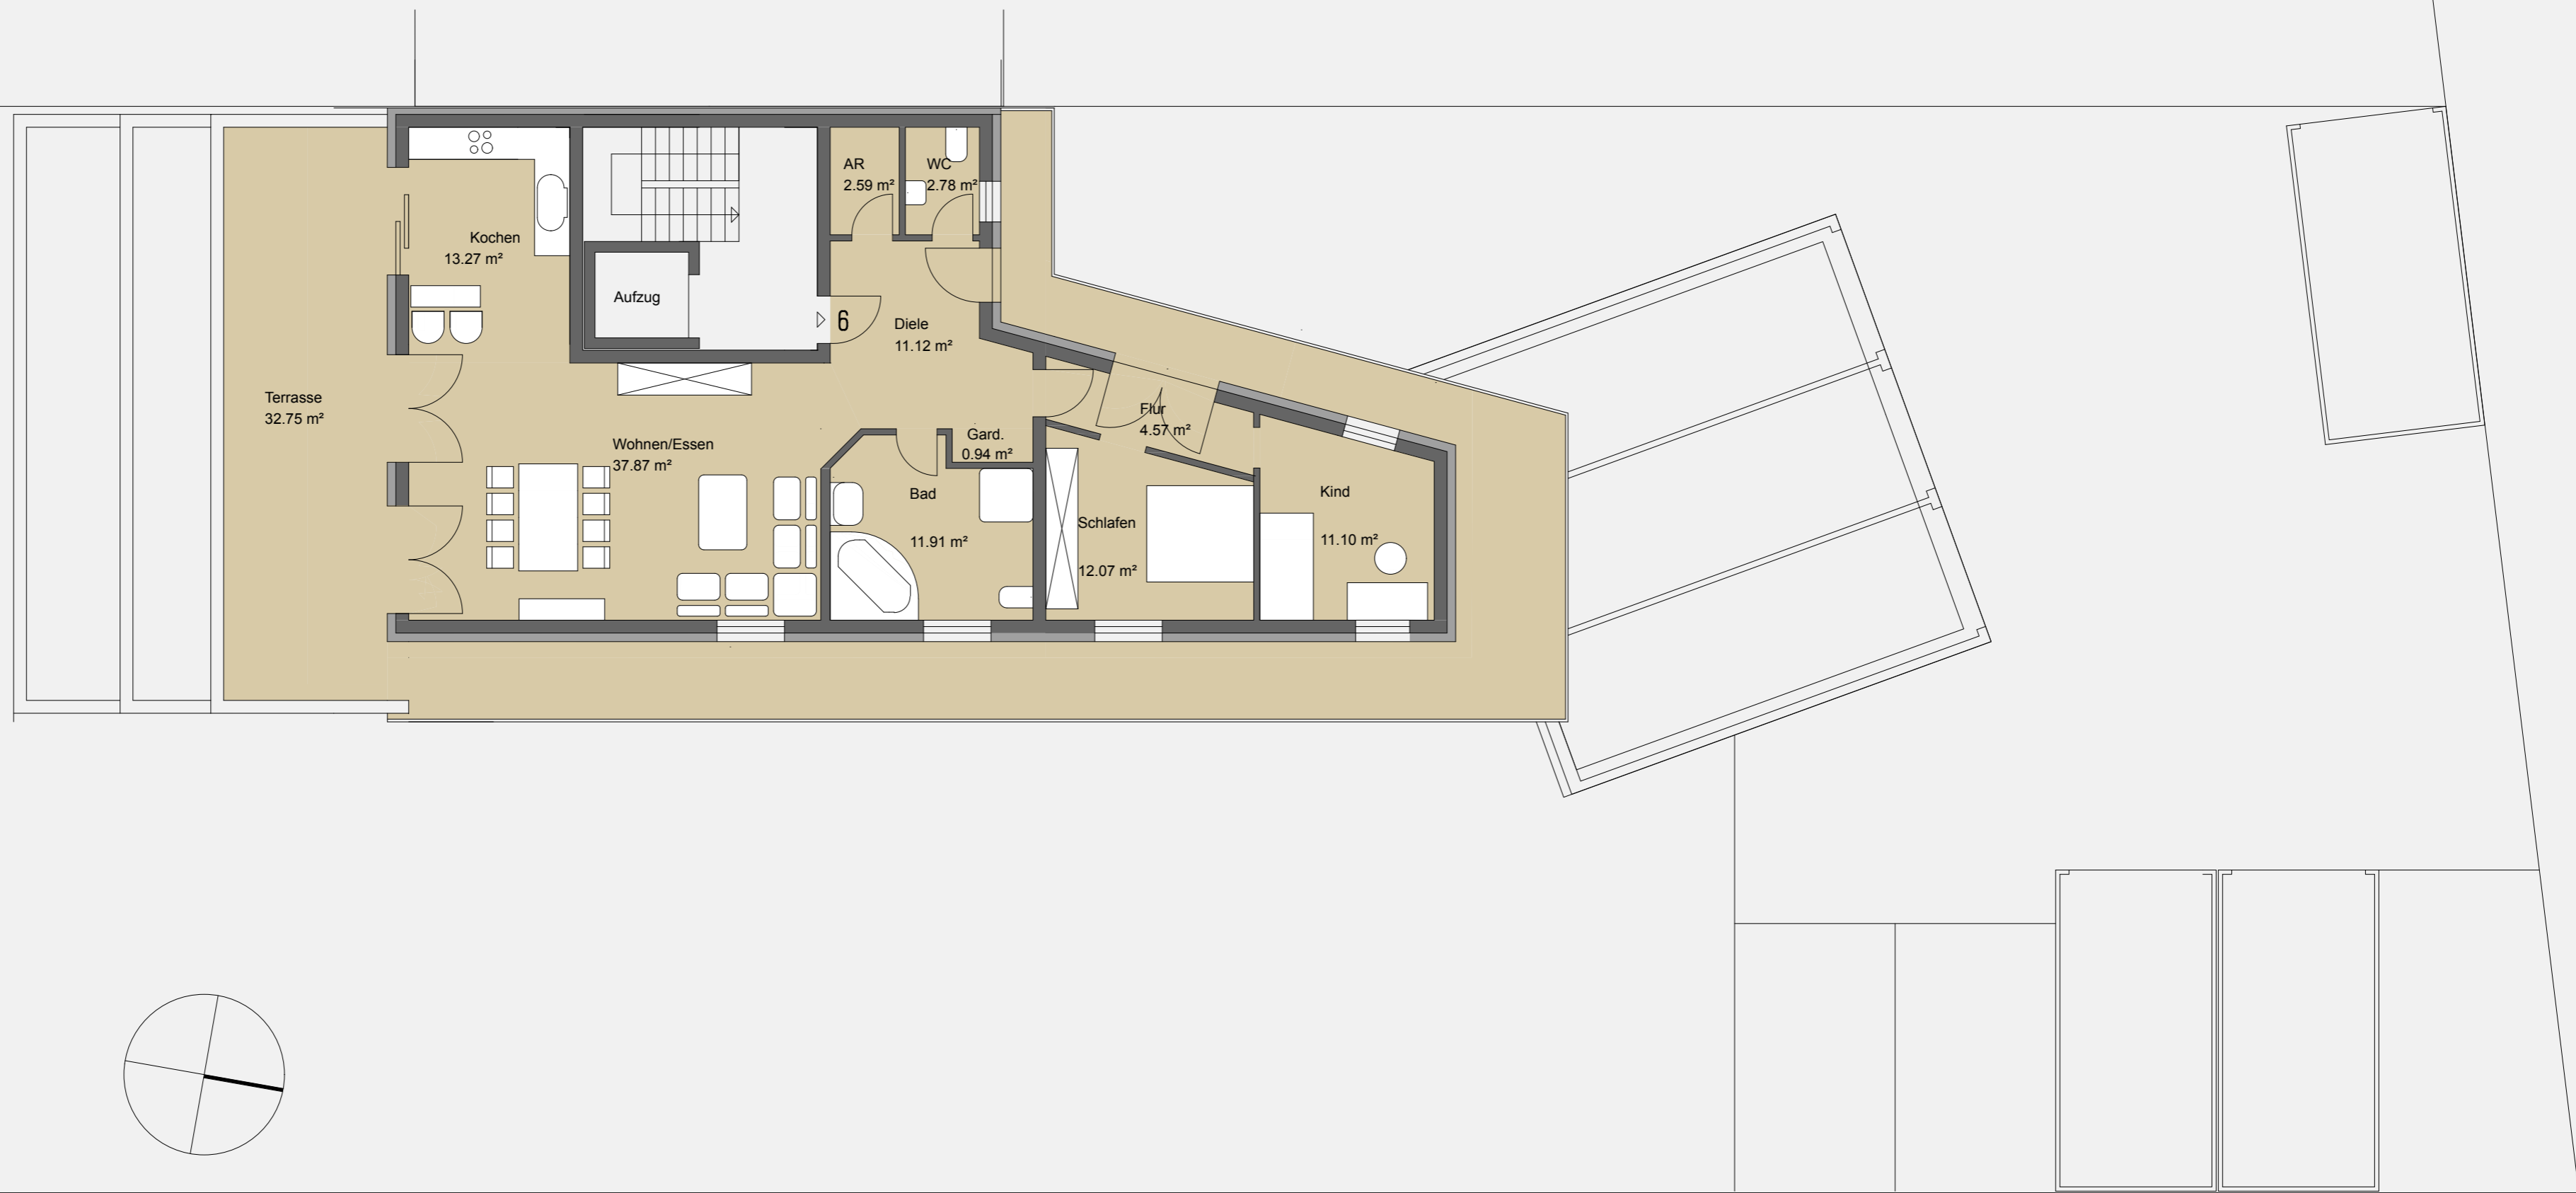 AR
2.59 m²
WC
2.78 m²
Kochen
13.27 m²
Aufzug
6
Diele
11.12 m²
Terrasse
32.75 m²
Flur
4.57 m²
Wohnen/Essen
37.87 m²
Gard.
0.94 m²
Bad
11.91 m²
Schlafen
12.07 m²
Kind
11.10 m²